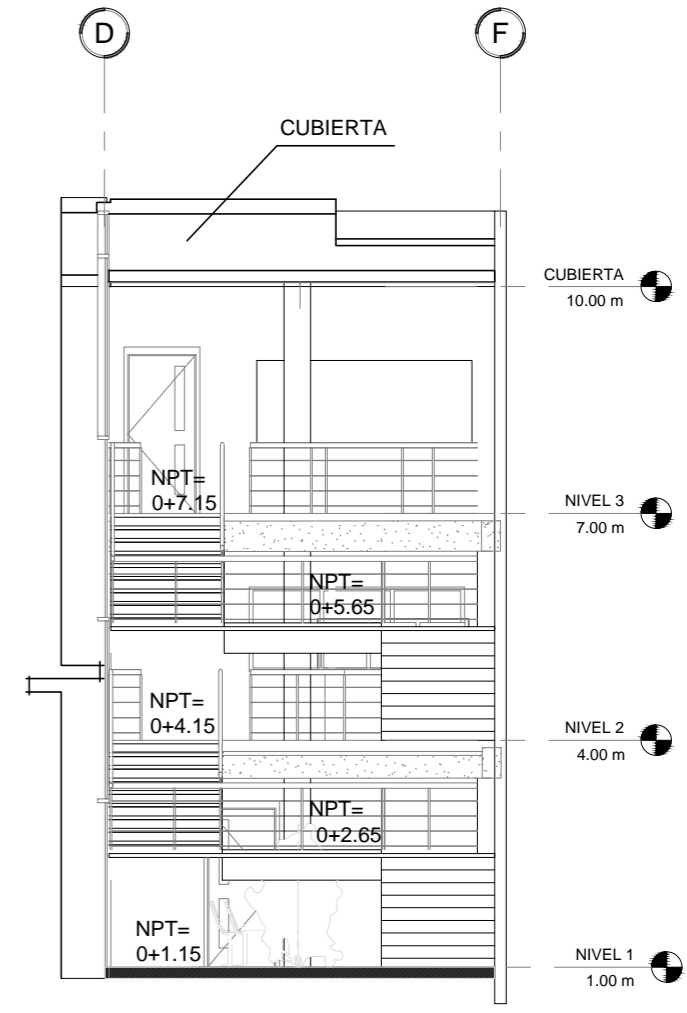 D
F
CUBIERTA
CUBIERTA
10.00 m
NPT=
0+7.15
NIVEL 3
7.00 m
NPT=
0+5.65
NPT=
0+4.15
NIVEL 2
4.00 m
NPT=
0+2.65
NPT=
0+1.15
NIVEL 1
1.00 m